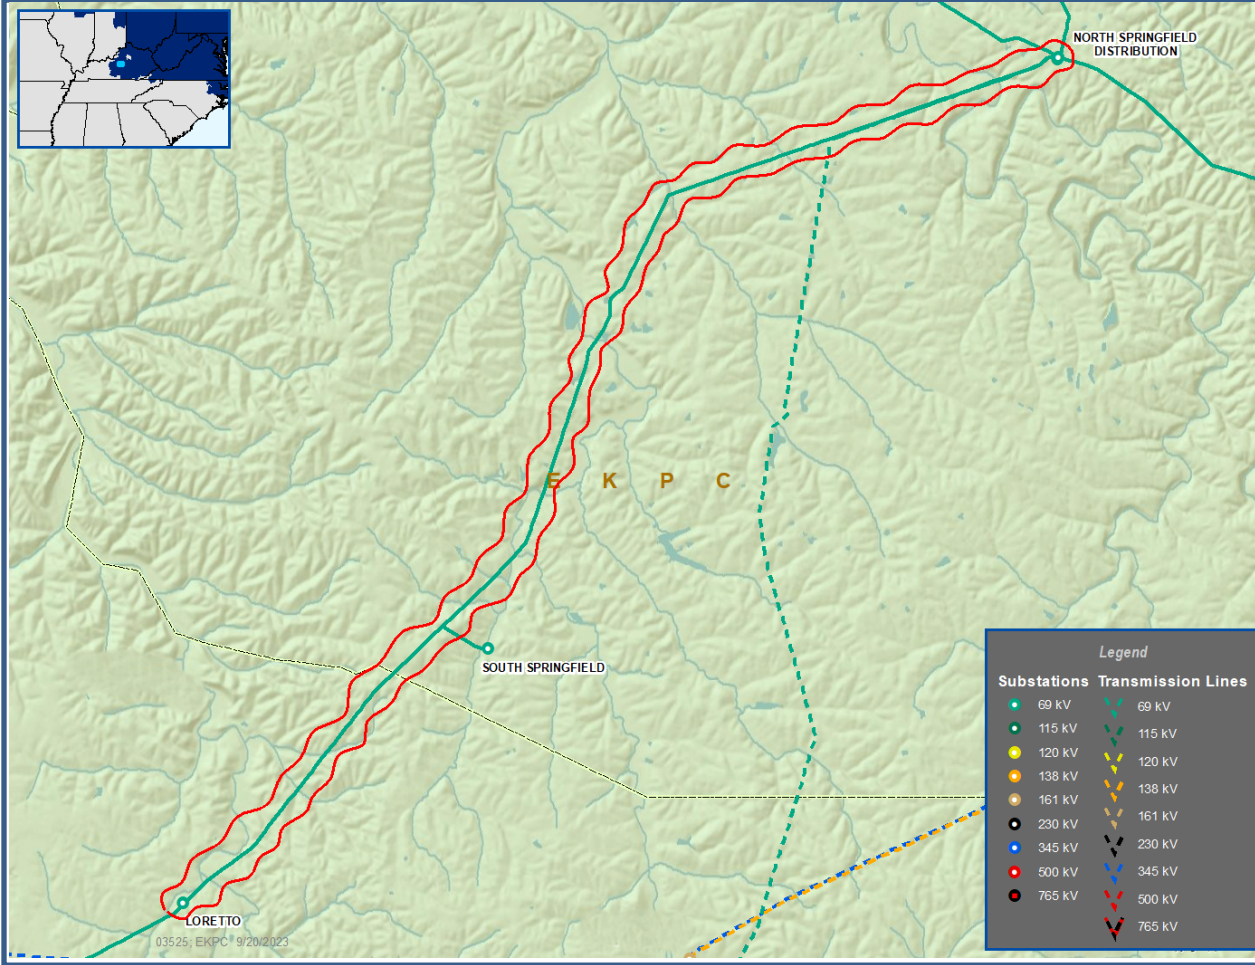 NORTH SPRINGFIELD
DISTRIBUTION
E K P C
SOUTH SPRINGFIELD
LORETTO
03525; EKPC 9/20/2023
Legend
Substations Transmission Lines
69 kV 69 kV
115 kV 115 kV
120 kV 120 kV
138 kV 138 kV
161 kV 161 kV
230 kV 230 kV
345 kV 345 kV
500 kV 500 kV
765 kV 765 kV